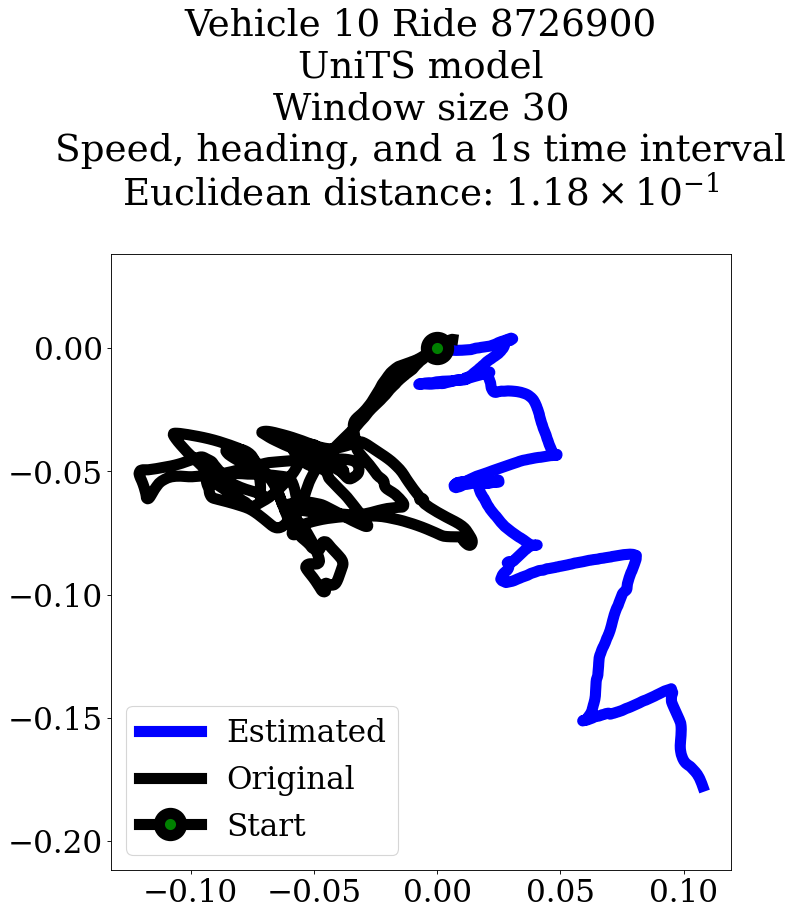 Vehicle 10 Ride 8726900
UniTS model
Window size 30
Speed, heading, and a 1s time interval
Euclidean distance: 1.18 × 10⁻¹
0.00
−0.05
−0.10
−0.15
−0.20
Estimated
Original
Start
−0.10 −0.05 0.00 0.05 0.10